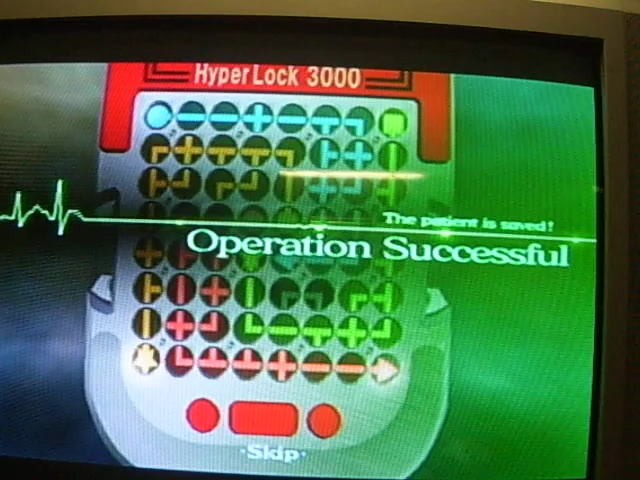 HyperLock 3000
The patient is saved!
Operation Successful
·Skip·